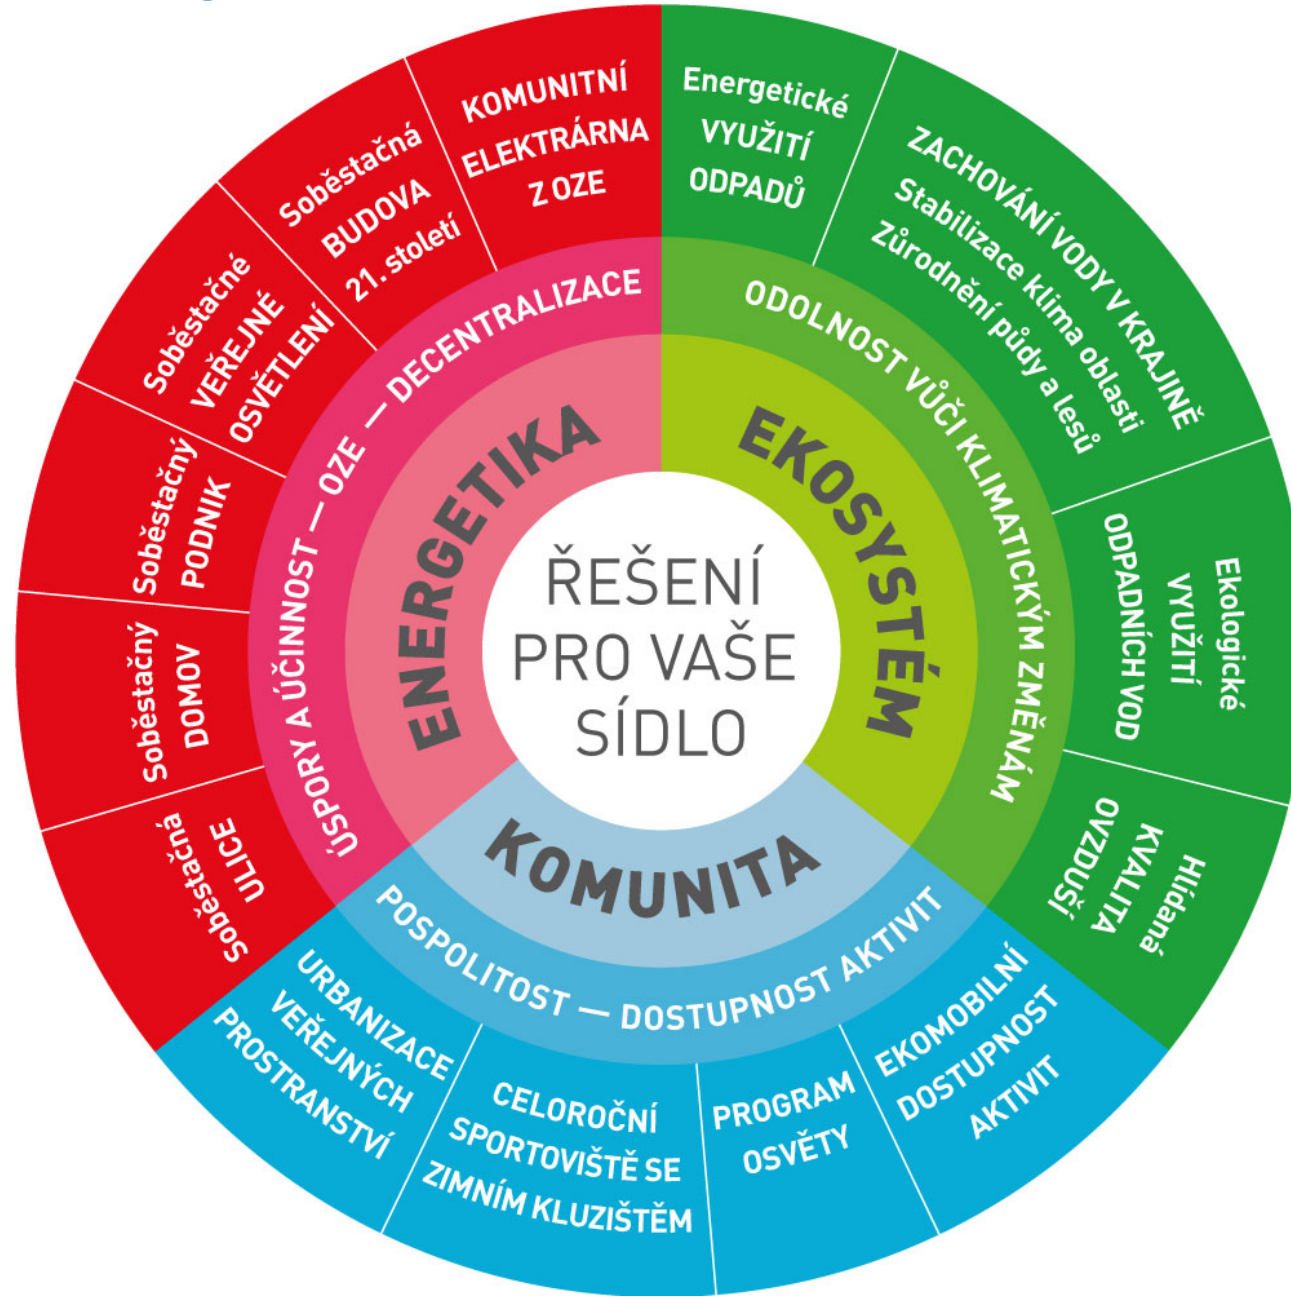 ŘEŠENÍ
PRO VAŠE
SÍDLO
ENERGETIKA
EKOSYSTÉM
KOMUNITA
ÚSPORY A ÚČINNOST — OZE — DECENTRALIZACE
ODOLNOST VŮČI KLIMATICKÝM ZMĚNÁM
POSPOLITOST — DOSTUPNOST AKTIVIT
Soběstačná
ULICE
Soběstačný
DOMOV
Soběstačný
PODNIK
Soběstačné
VEŘEJNÉ
OSVĚTLENÍ
Soběstačná
BUDOVA
21. století
KOMUNITNÍ
ELEKTRÁRNA
Z OZE
Energetické
VYUŽITÍ
ODPADŮ
ZACHOVÁNÍ VODY V KRAJINĚ
Stabilizace klima oblasti
Zúrodnění půdy a lesů
Ekologické
VYUŽITÍ
ODPADNÍCH VOD
Hlídaná
KVALITA
OVZDUŠÍ
EKOMOBILNÍ
DOSTUPNOST
AKTIVIT
PROGRAM
OSVĚTY
CELOROČNÍ
SPORTOVIŠTĚ SE
ZIMNÍM KLUZIŠTĚM
URBANIZACE
VEŘEJNÝCH
PROSTRANSTVÍ